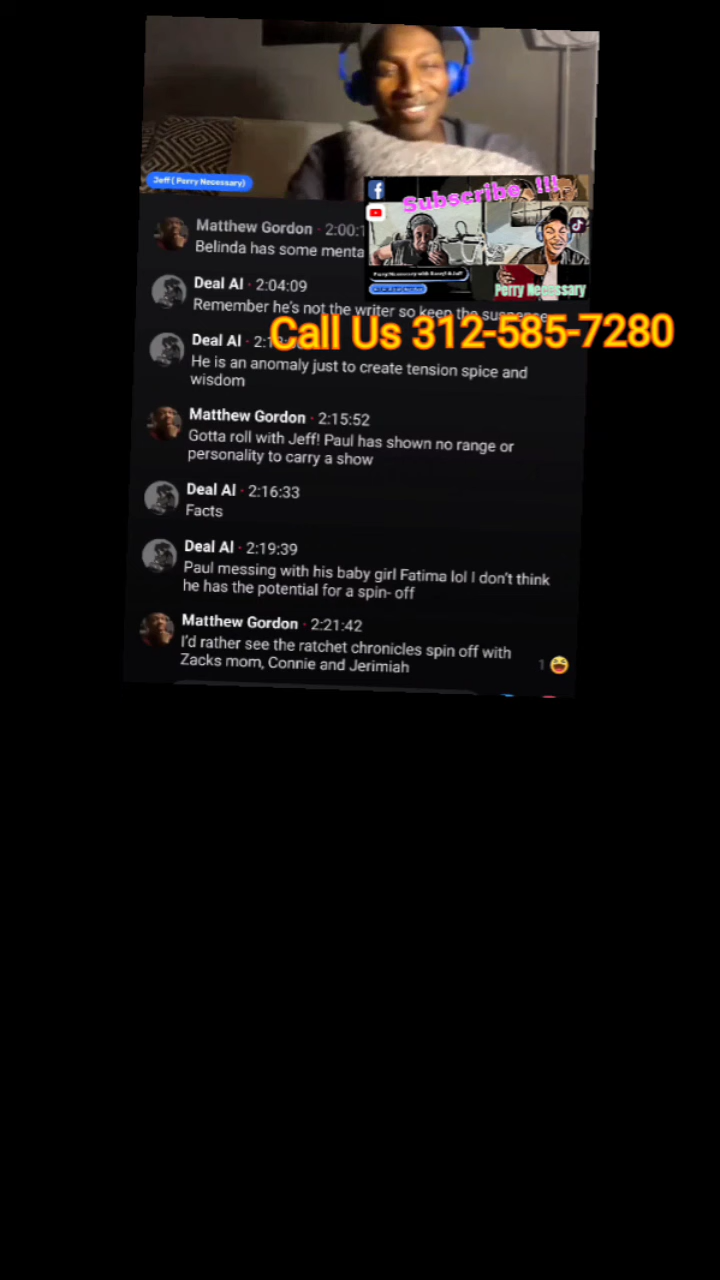 Jeff ( Perry Necessary)
Subscribe !!!
Perry Necessary
Matthew Gordon · 2:00:1
Belinda has some menta
Deal Al · 2:04:09
Remember he's not the writer so keep the suspense
Call Us 312-585-7280
Deal Al · 2:1
He is an anomaly just to create tension spice and
wisdom
Matthew Gordon · 2:15:52
Gotta roll with Jeff! Paul has shown no range or
personality to carry a show
Deal Al · 2:16:33
Facts
Deal Al · 2:19:39
Paul messing with his baby girl Fatima lol I don't think
he has the potential for a spin- off
Matthew Gordon · 2:21:42
I'd rather see the ratchet chronicles spin off with
Zacks mom, Connie and Jerimiah
1